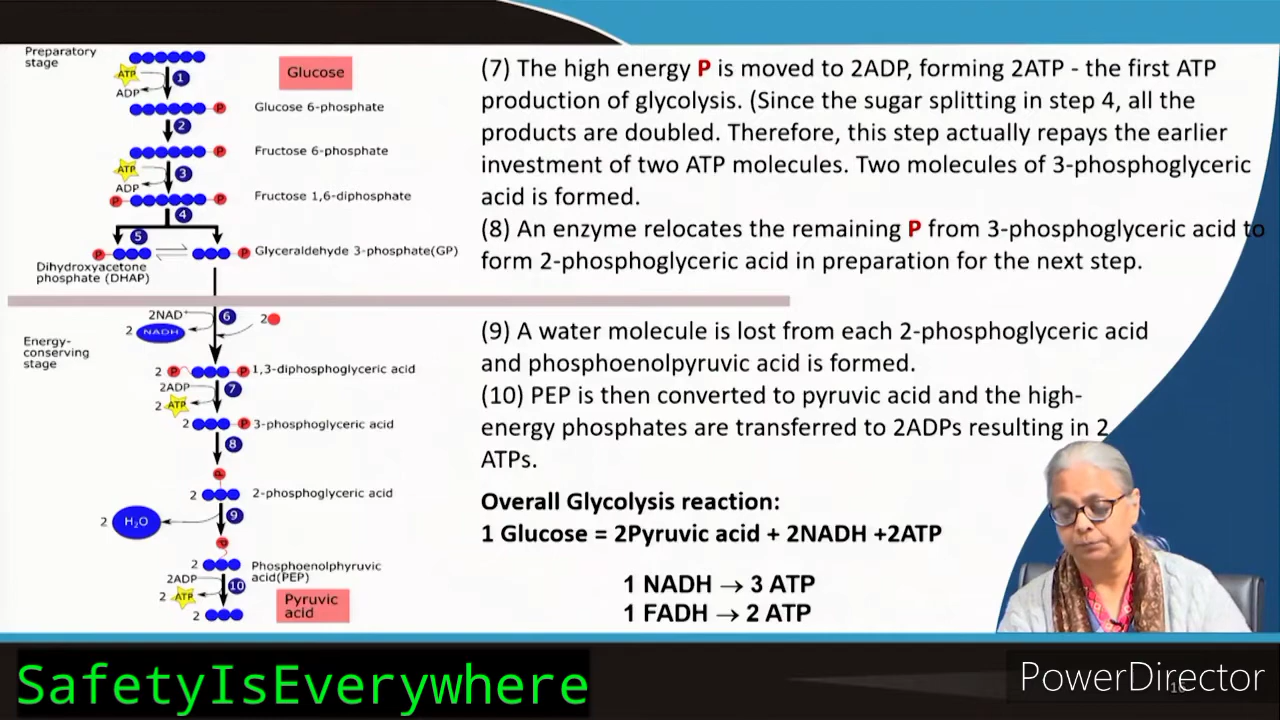 Preparatory
stage
ATP
ADP
1
Glucose
Glucose 6-phosphate
2
Fructose 6-phosphate
ATP
ADP
3
Fructose 1,6-diphosphate
4
5
Glyceraldehyde 3-phosphate(GP)
Dihydroxyacetone
phosphate (DHAP)
2NAD+
2 NADH
6
2
Energy-
conserving
stage
2 P P 1,3-diphosphoglyceric acid
2ADP
2 ATP
7
2 P 3-phosphoglyceric acid
8
P
2 2-phosphoglyceric acid
2 H₂O
9
P
2 Phosphoenolphyruvic
acid(PEP)
2ADP
2 ATP
10
Pyruvic
acid
2
(7) The high energy P is moved to 2ADP, forming 2ATP - the first ATP
production of glycolysis. (Since the sugar splitting in step 4, all the
products are doubled. Therefore, this step actually repays the earlier
investment of two ATP molecules. Two molecules of 3-phosphoglyceric
acid is formed.
(8) An enzyme relocates the remaining P from 3-phosphoglyceric acid to
form 2-phosphoglyceric acid in preparation for the next step.
(9) A water molecule is lost from each 2-phosphoglyceric acid
and phosphoenolpyruvic acid is formed.
(10) PEP is then converted to pyruvic acid and the high-
energy phosphates are transferred to 2ADPs resulting in 2
ATPs.
Overall Glycolysis reaction:
1 Glucose = 2Pyruvic acid + 2NADH +2ATP
1 NADH → 3 ATP
1 FADH → 2 ATP
SafetyIsEverywhere
PowerDirector